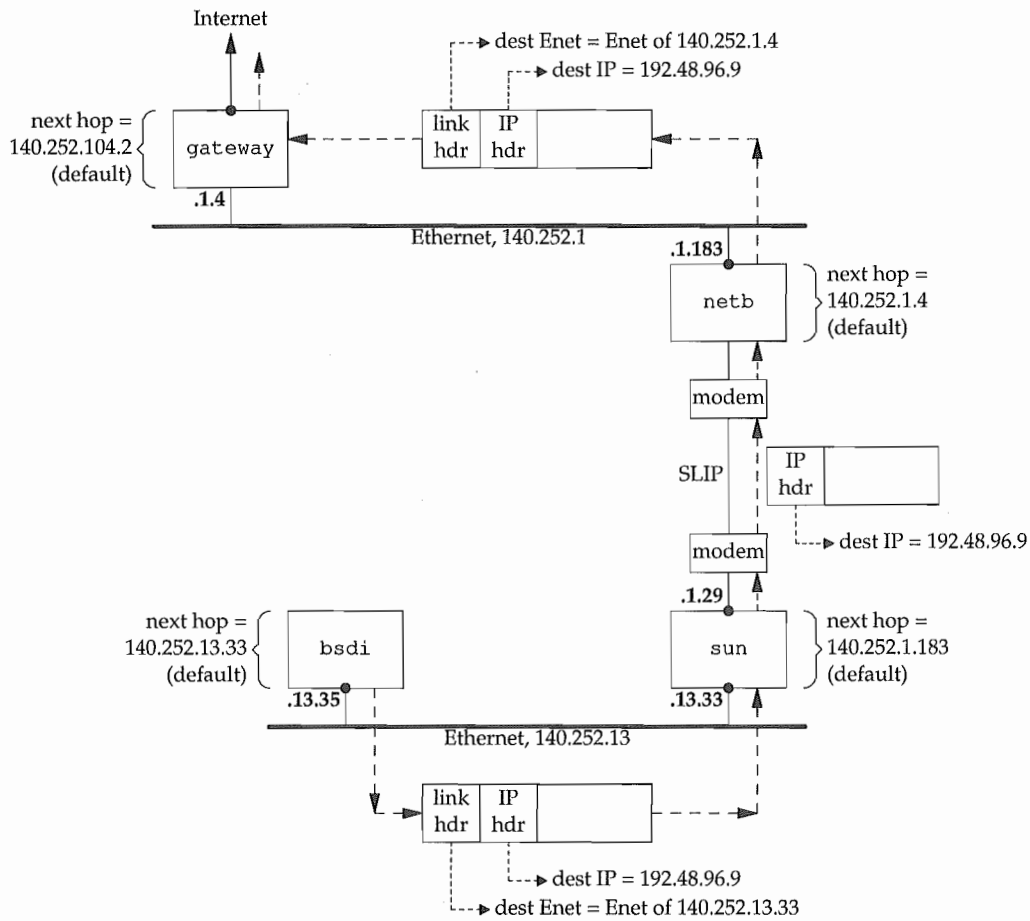 Internet
dest Enet = Enet of 140.252.1.4
dest IP = 192.48.96.9
next hop =
140.252.104.2
(default)
gateway
link
hdr
IP
hdr
.1.4
Ethernet, 140.252.1
.1.183
netb
next hop =
140.252.1.4
(default)
modem
SLIP
IP
hdr
modem
dest IP = 192.48.96.9
.1.29
next hop =
140.252.13.33
(default)
bsdi
sun
next hop =
140.252.1.183
(default)
.13.35
.13.33
Ethernet, 140.252.13
link
hdr
IP
hdr
dest IP = 192.48.96.9
dest Enet = Enet of 140.252.13.33